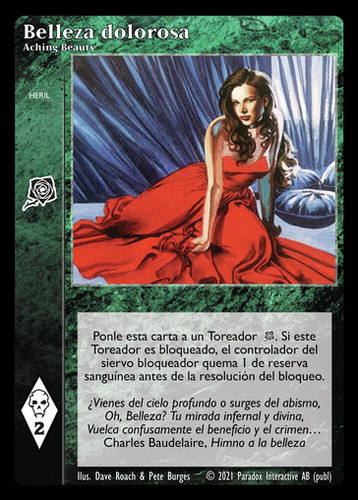 Belleza dolorosa
Aching Beauty
HERIL
Ponle esta carta a un Toreador . Si este
Toreador es bloqueado, el controlador del
siervo bloqueador quema 1 de reserva
sanguínea antes de la resolución del bloqueo.
¿Vienes del cielo profundo o surges del abismo,
Oh, Belleza? Tu mirada infernal y divina,
Vuelca confusamente el beneficio y el crimen…
Charles Baudelaire, Himno a la belleza
2
Ilus. Dave Roach & Pete Burges © 2021 Paradox Interactive AB (publ)